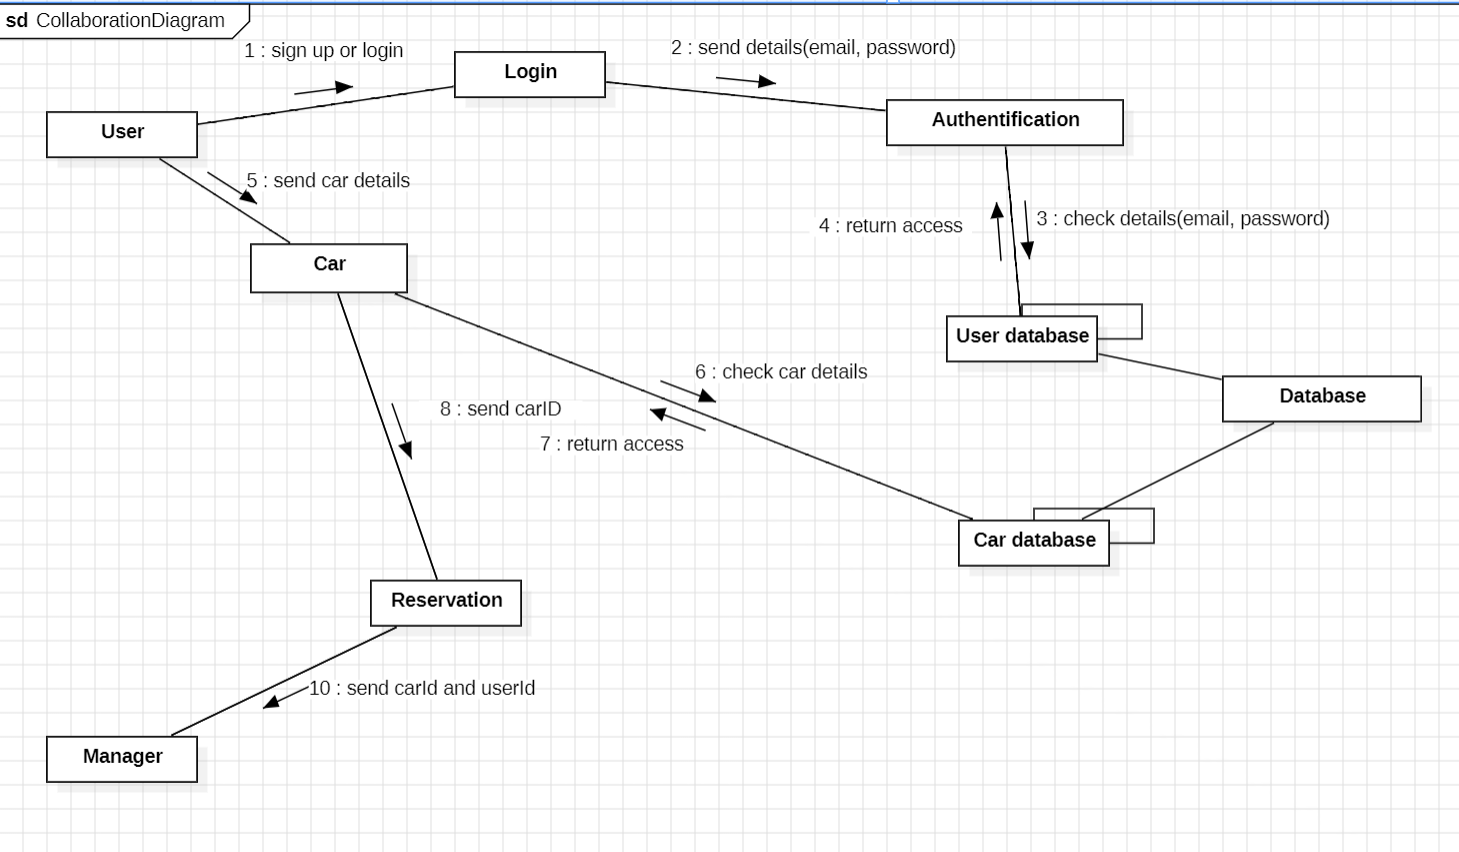 sd CollaborationDiagram
1 : sign up or login
2 : send details(email, password)
Login
Authentification
User
5 : send car details
4 : return access
3 : check details(email, password)
Car
User database
6 : check car details
Database
8 : send carID
7 : return access
Car database
Reservation
10 : send carId and userId
Manager